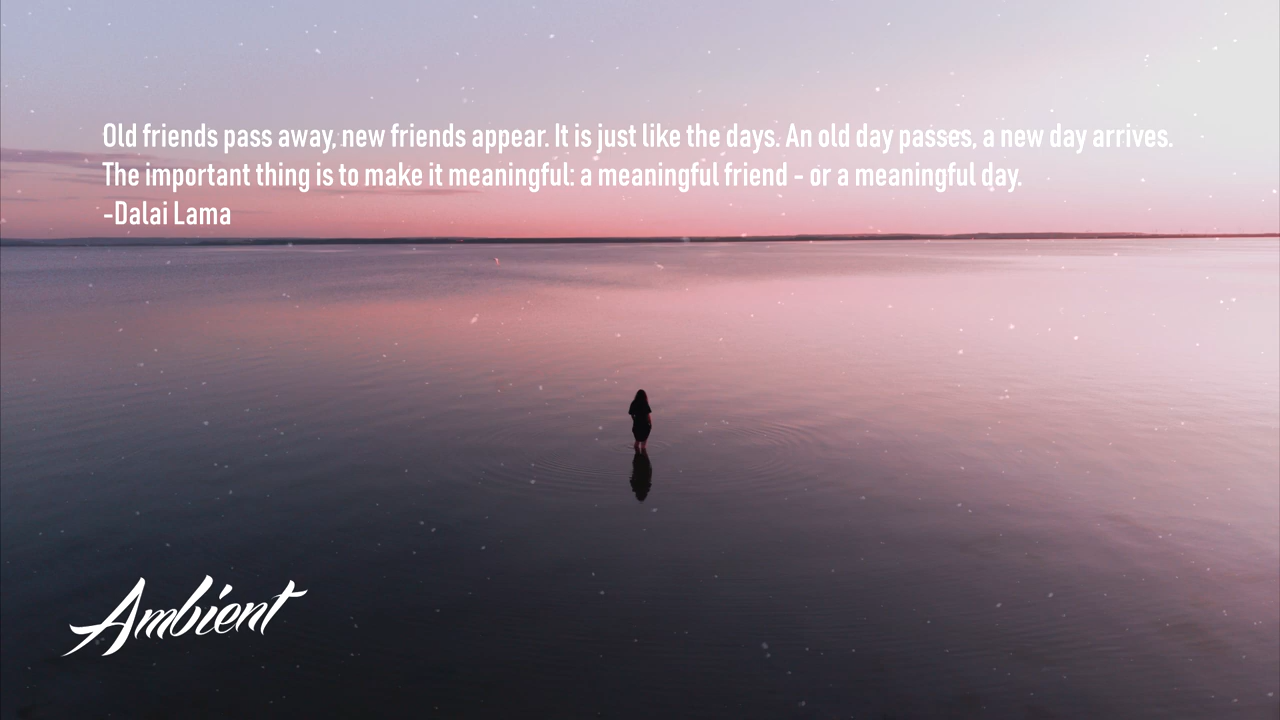 Old friends pass away, new friends appear. It is just like the days. An old day passes, a new day arrives.
The important thing is to make it meaningful: a meaningful friend - or a meaningful day.
-Dalai Lama
Ambient